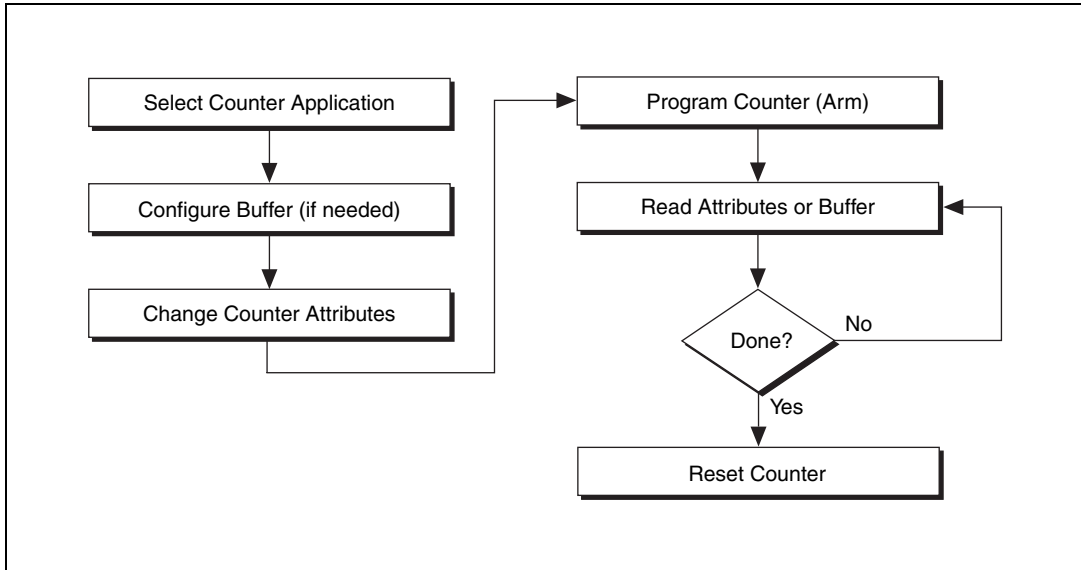 Select Counter Application
Configure Buffer (if needed)
Change Counter Attributes
Program Counter (Arm)
Read Attributes or Buffer
Done?
No
Yes
Reset Counter